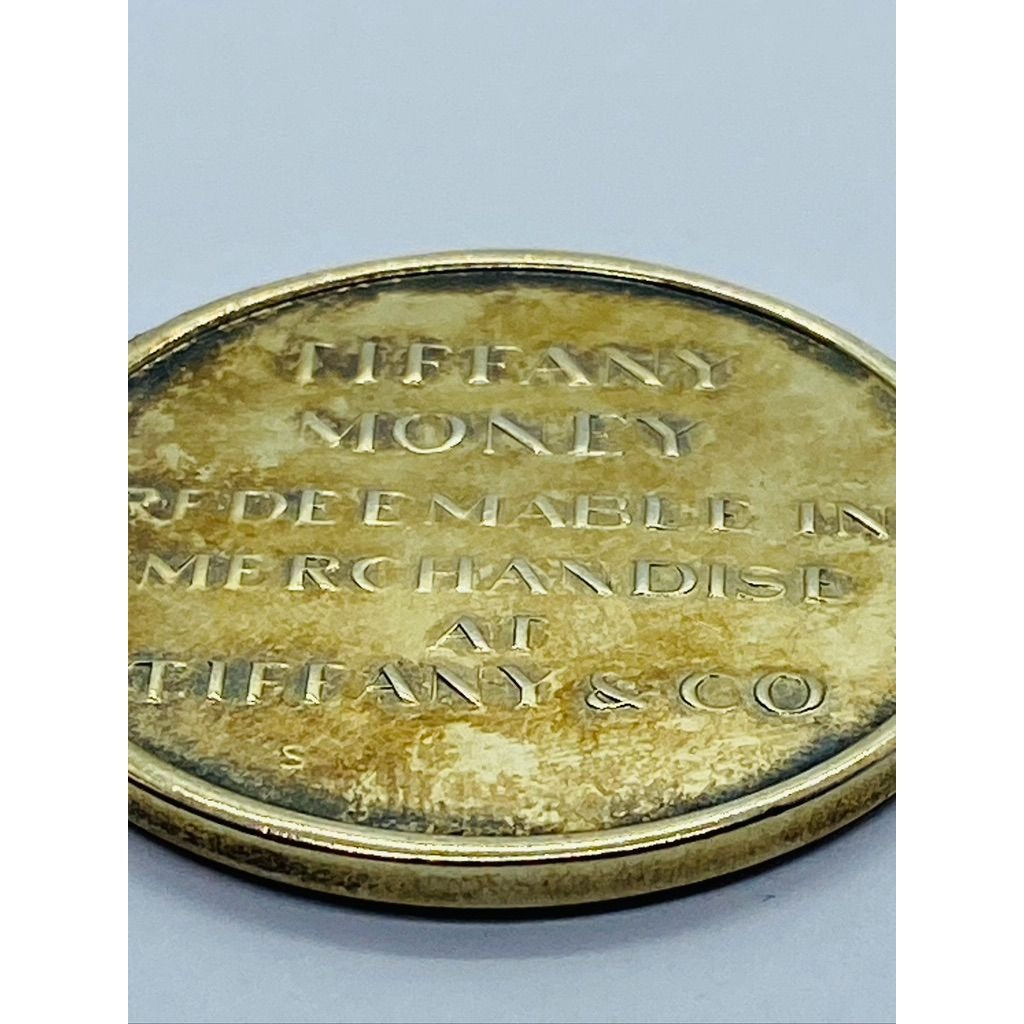 TIFFANY
MONEY
REDEEMABLE IN
MERCHANDISE
AT
TIFFANY & CO
S